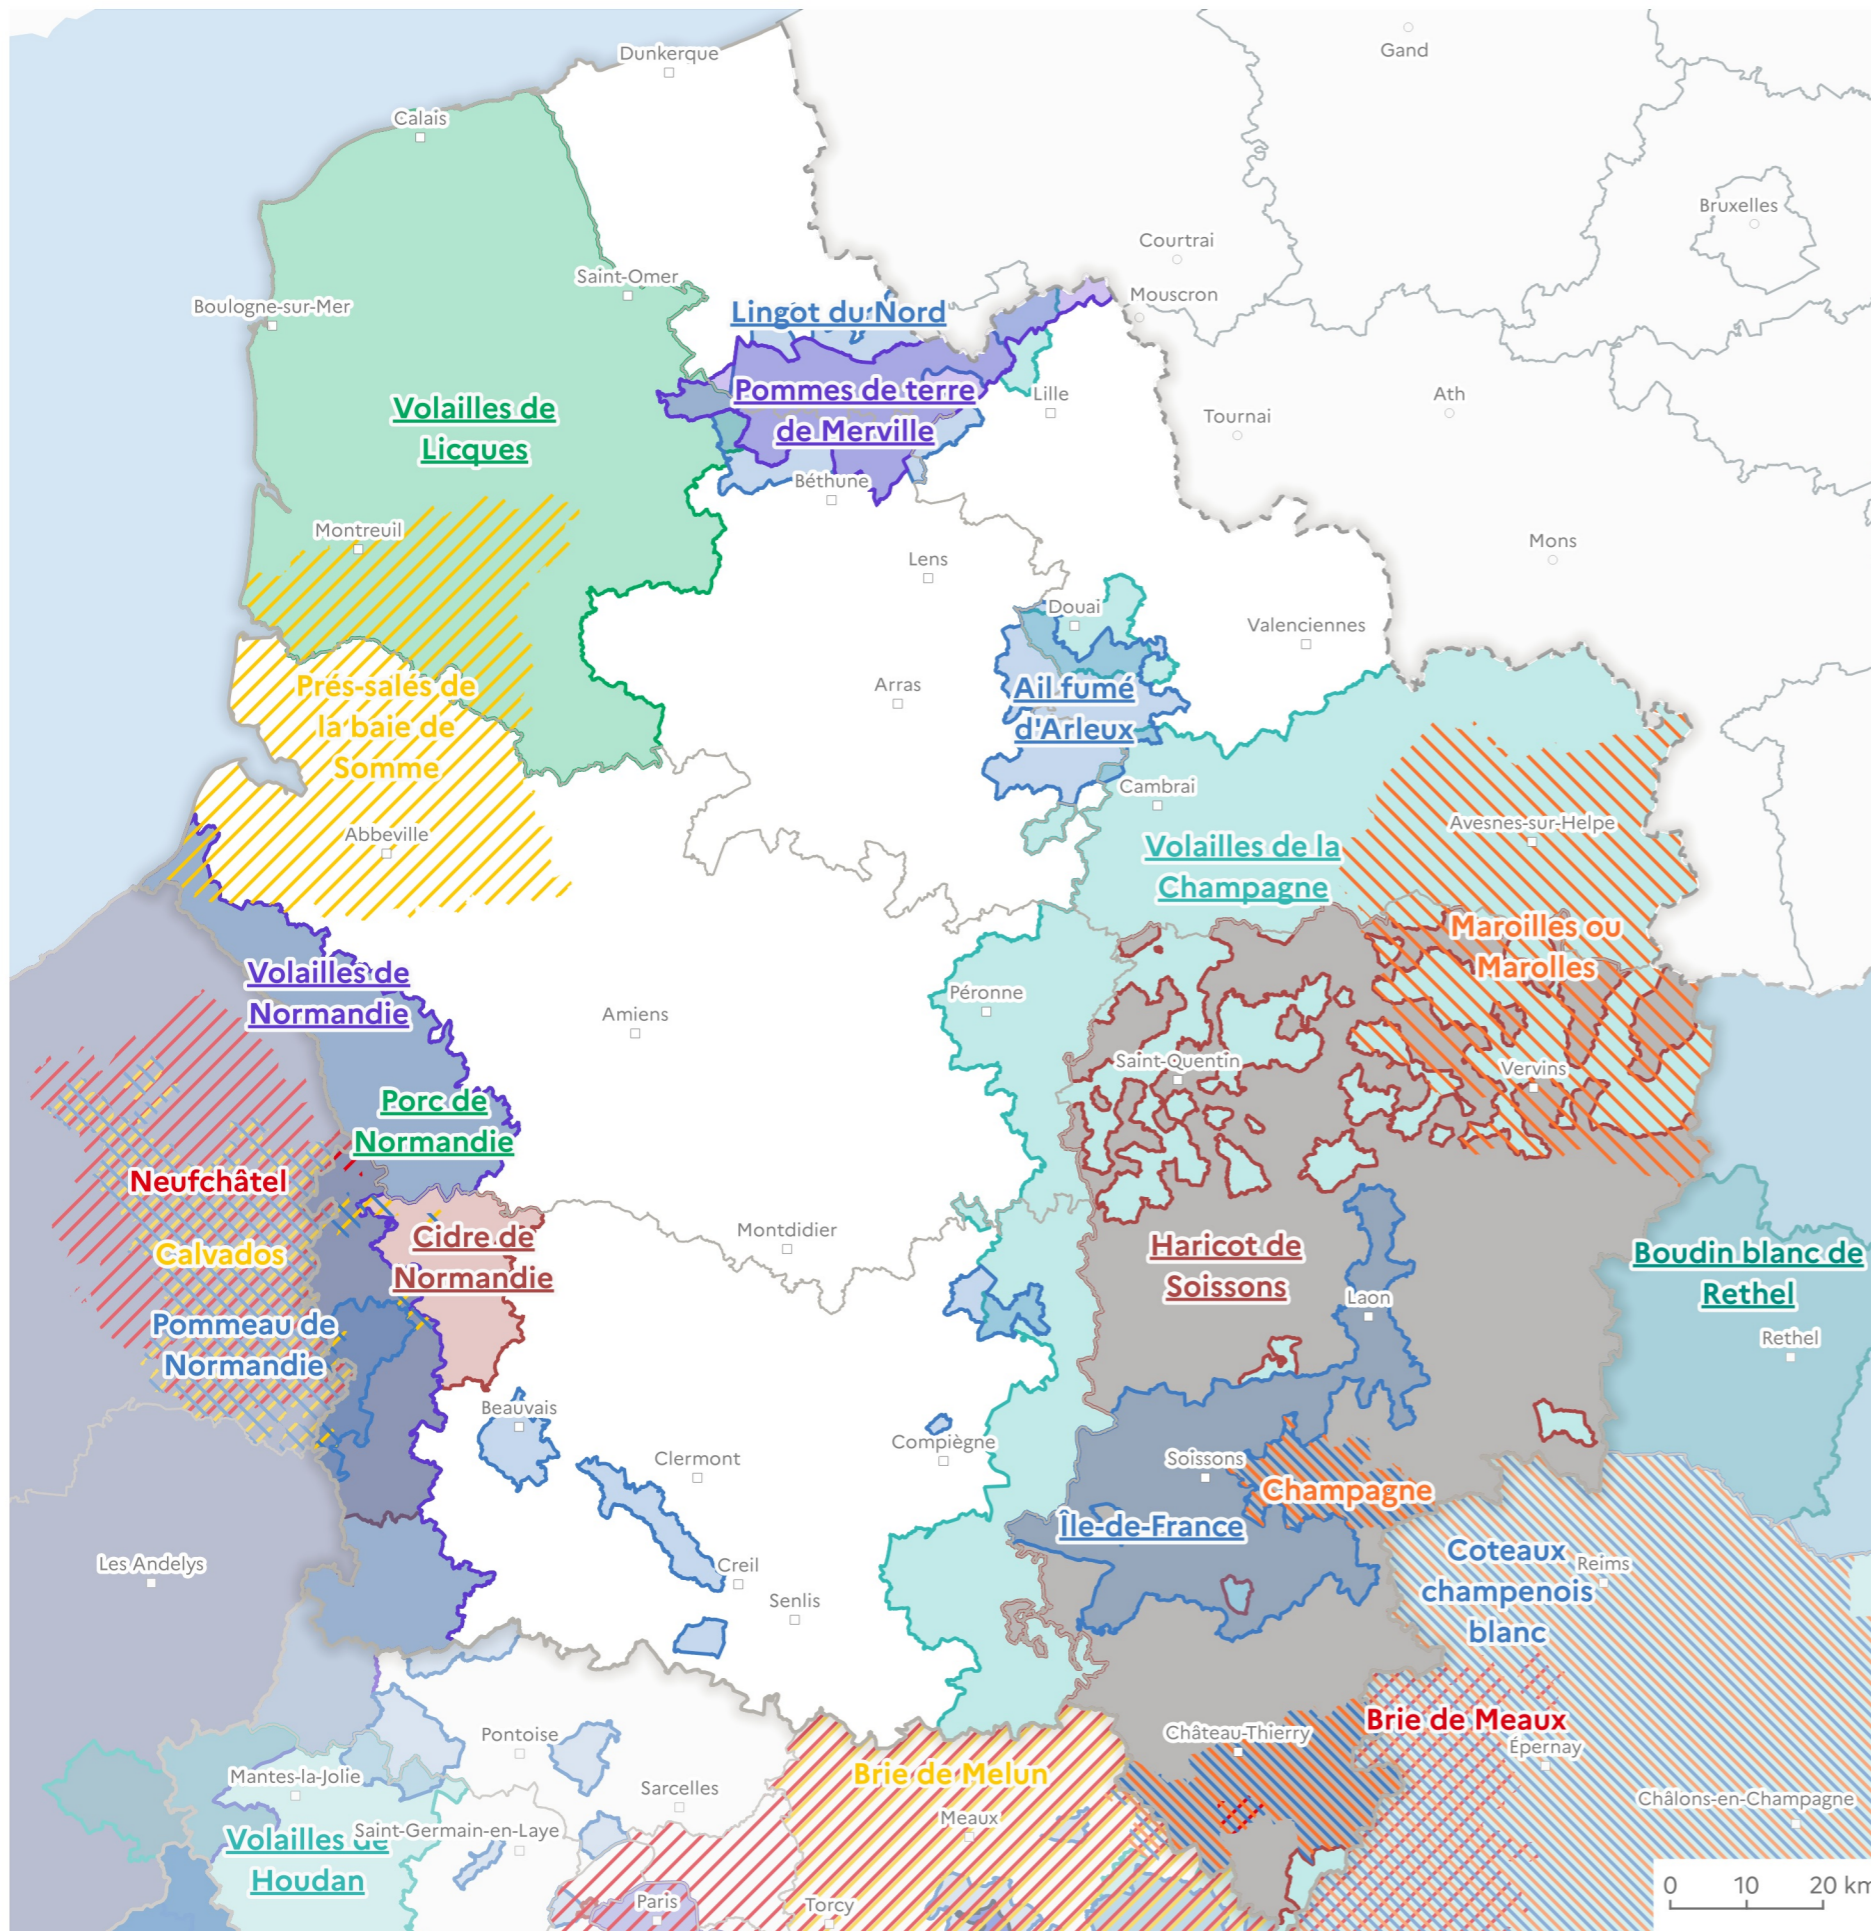 Dunkerque
Gand
Calais
Bruxelles
Courtrai
Saint-Omer
Mouscron
Boulogne-sur-Mer
Lingot du Nord
Pommes de terre
de Merville
Lille
Ath
Tournai
Volailles de
Licques
Béthune
Montreuil
Mons
Lens
Douai
Valenciennes
Prés-salés de
la baie de
Somme
Arras
Ail fumé
d'Arleux
Cambrai
Abbeville
Avesnes-sur-Helpe
Volailles de la
Champagne
Maroilles ou
Marolles
Volailles de
Normandie
Péronne
Amiens
Saint-Quentin
Vervins
Porc de
Normandie
Neufchâtel
Cidre de
Normandie
Montdidier
Calvados
Haricot de
Soissons
Boudin blanc de
Rethel
Laon
Pommeau de
Normandie
Rethel
Beauvais
Compiègne
Clermont
Soissons
Champagne
Île-de-France
Les Andelys
Creil
Coteaux
champenois
blanc
Reims
Senlis
Brie de Meaux
Château-Thierry
Épernay
Pontoise
Brie de Melun
Mantes-la-Jolie
Sarcelles
Meaux
Châlons-en-Champagne
Volailles de
Houdan
Saint-Germain-en-Laye
Paris
Torcy
0 10 20 km